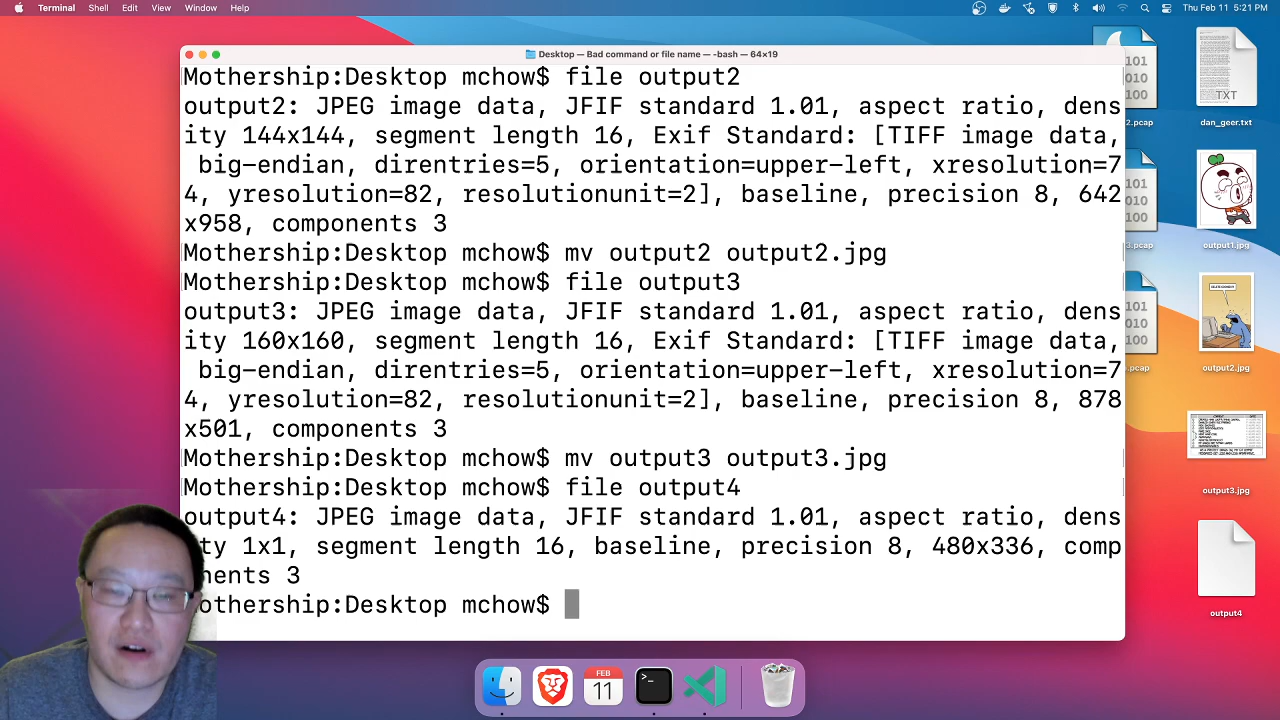 Terminal Shell Edit View Window Help
Thu Feb 11 5:21 PM
Desktop — Bad command or file name — -bash — 64×19
Mothership:Desktop mchow$ file output2
output2: JPEG image data, JFIF standard 1.01, aspect ratio, dens
ity 144x144, segment length 16, Exif Standard: [TIFF image data,
big-endian, direntries=5, orientation=upper-left, xresolution=7
4, yresolution=82, resolutionunit=2], baseline, precision 8, 642
x958, components 3
Mothership:Desktop mchow$ mv output2 output2.jpg
Mothership:Desktop mchow$ file output3
output3: JPEG image data, JFIF standard 1.01, aspect ratio, dens
ity 160x160, segment length 16, Exif Standard: [TIFF image data,
big-endian, direntries=5, orientation=upper-left, xresolution=7
4, yresolution=82, resolutionunit=2], baseline, precision 8, 878
x501, components 3
Mothership:Desktop mchow$ mv output3 output3.jpg
Mothership:Desktop mchow$ file output4
output4: JPEG image data, JFIF standard 1.01, aspect ratio, dens
ty 1x1, segment length 16, baseline, precision 8, 480x336, comp
nents 3
othership:Desktop mchow$
2.pcap
dan_geer.txt
TXT
3.pcap
output1.jpg
.pcap
output2.jpg
output3.jpg
output4
FEB
11